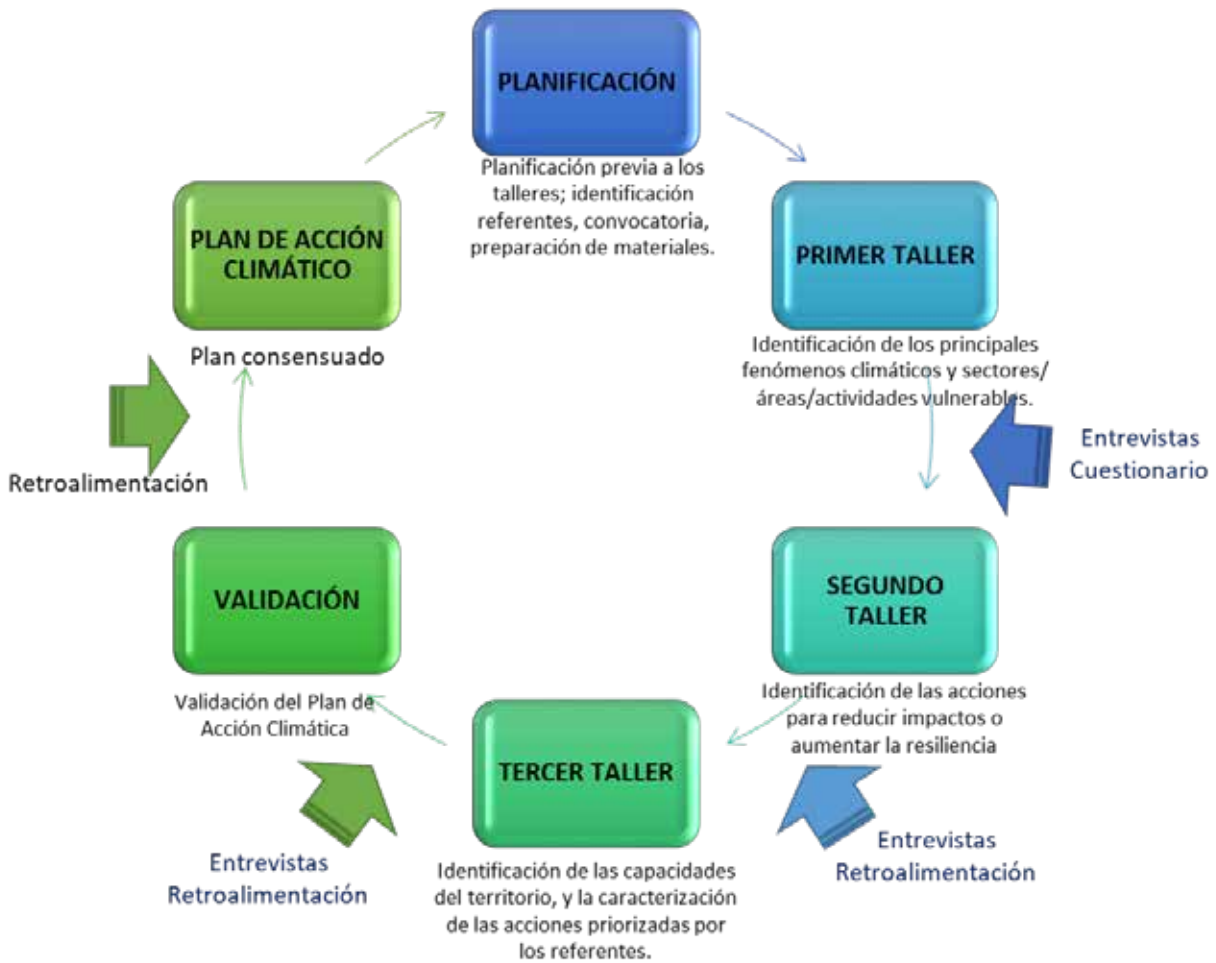 PLANIFICACIÓN
Planificación previa a los
talleres; identificación
referentes, convocatoria,
preparación de materiales.
PRIMER TALLER
Identificación de los principales
fenómenos climáticos y sectores/
áreas/actividades vulnerables.
Entrevistas
Cuestionario
SEGUNDO
TALLER
Identificación de las acciones
para reducir impactos o
aumentar la resiliencia
Entrevistas
Retroalimentación
TERCER TALLER
Identificación de las capacidades
del territorio, y la caracterización
de las acciones priorizadas por
los referentes.
Entrevistas
Retroalimentación
VALIDACIÓN
Validación del Plan de
Acción Climática
Retroalimentación
PLAN DE ACCIÓN
CLIMÁTICO
Plan consensuado